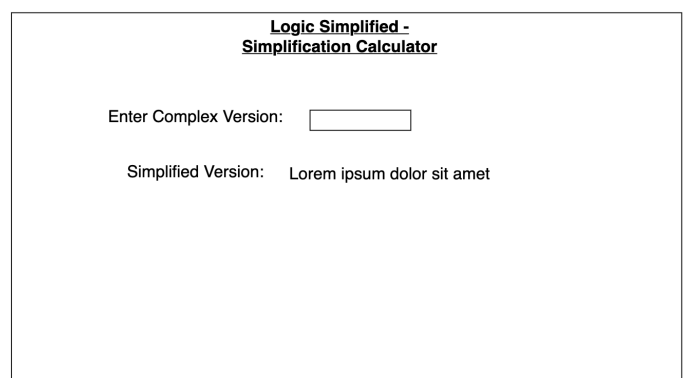 Logic Simplified -
Simplification Calculator
Enter Complex Version:
Simplified Version: Lorem ipsum dolor sit amet